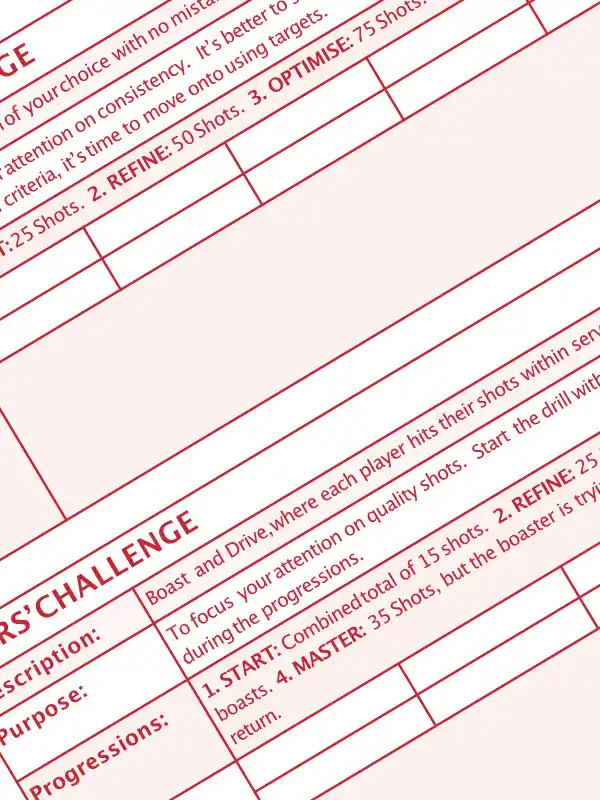 GE
of your choice with no
attention on consistency. It's better to
criteria, it's time to move onto using targets.
T: 25 Shots. 2. REFINE: 50 Shots. 3. OPTIMISE: 75 Shots.
RS' CHALLENGE
Description:
Boast and Drive, where each player hits their shots within
Purpose:
To focus your attention on quality shots. Start the drill with
during the progressions.
Progressions:
1. START: Combined total of 15 shots. 2. REFINE: 25
boasts. 4. MASTER: 35 Shots, but the boaster is
return.